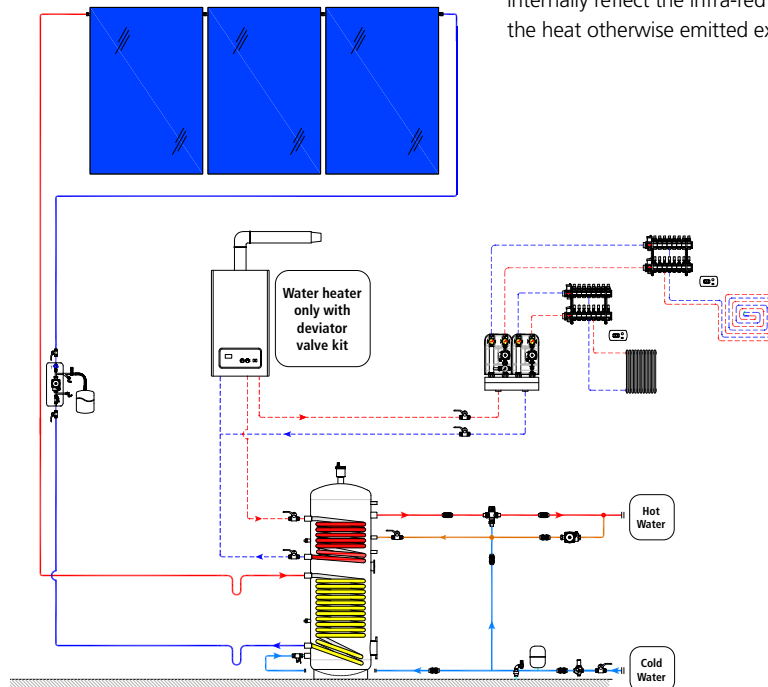 internally reflect the infra-red
the heat otherwise emitted ex
Water heater
only with
deviator
valve kit
Hot
Water
Cold
Water